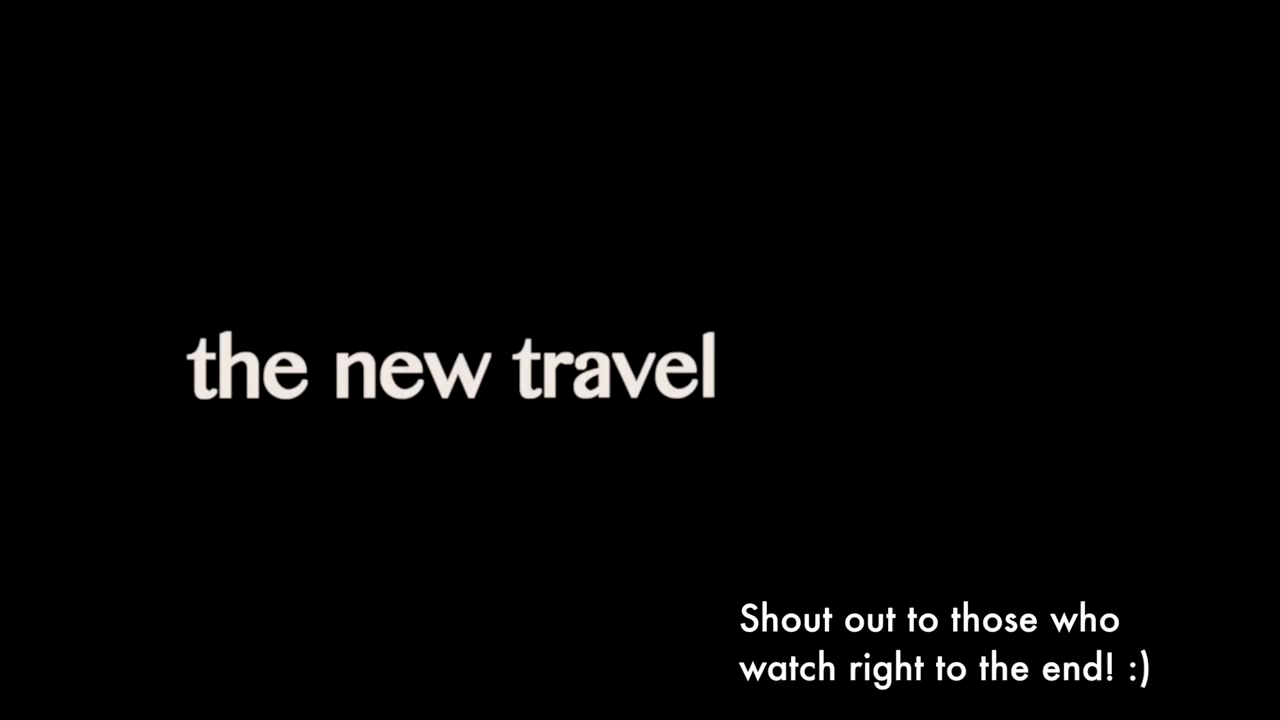 the new travel
Shout out to those who
watch right to the end! :)